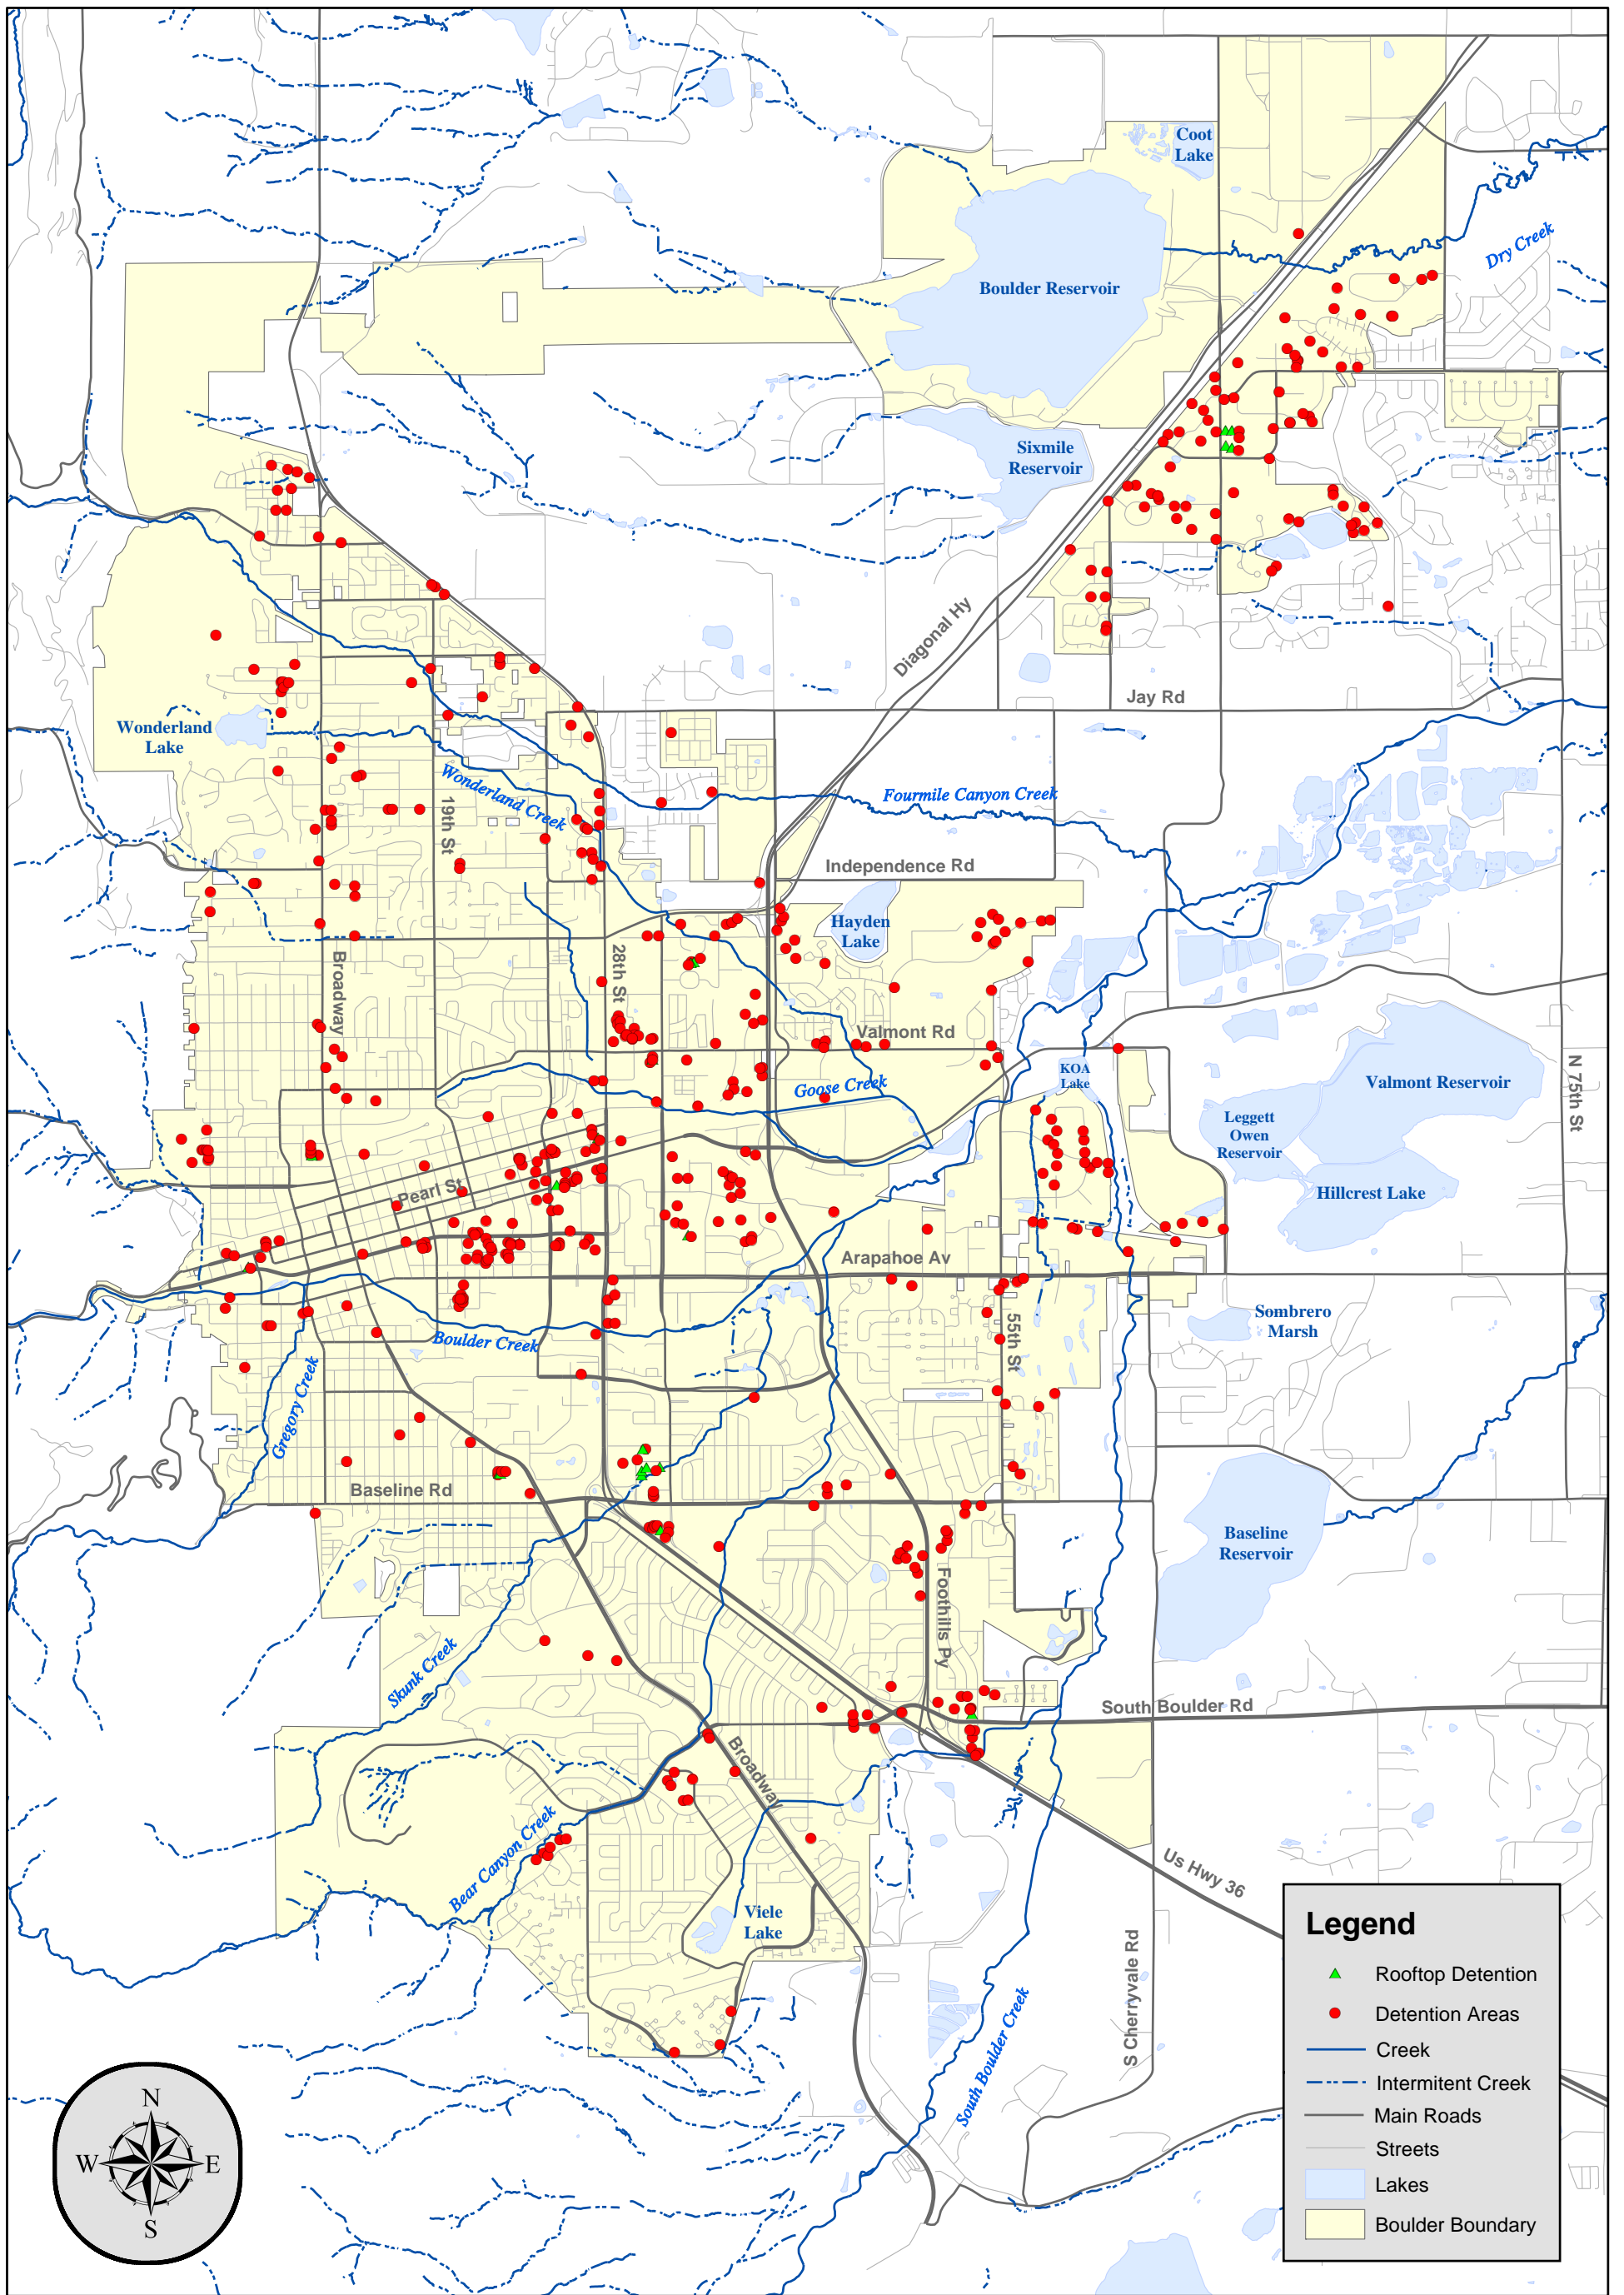 Coot
Lake
Dry Creek
Boulder Reservoir
Sixmile
Reservoir
Diagonal Hy
Jay Rd
Wonderland
Lake
Wonderland Creek
19th St
Fourmile Canyon Creek
Independence Rd
Hayden
Lake
Broadway
28th St
Valmont Rd
Goose Creek
KOA
Lake
Valmont Reservoir
N 75th St
Leggett
Owen
Reservoir
Hillcrest Lake
Pearl St
Arapahoe Av
Sombrero
Marsh
Boulder Creek
55th St
Gregory Creek
Baseline Rd
Baseline
Reservoir
Foothills Py
Skunk Creek
South Boulder Rd
Broadway
Bear Canyon Creek
Us Hwy 36
Viele
Lake
S Cherryvale Rd
South Boulder Creek
Legend
Rooftop Detention
Detention Areas
Creek
Intermitent Creek
Main Roads
Streets
Lakes
Boulder Boundary
N
W
E
S